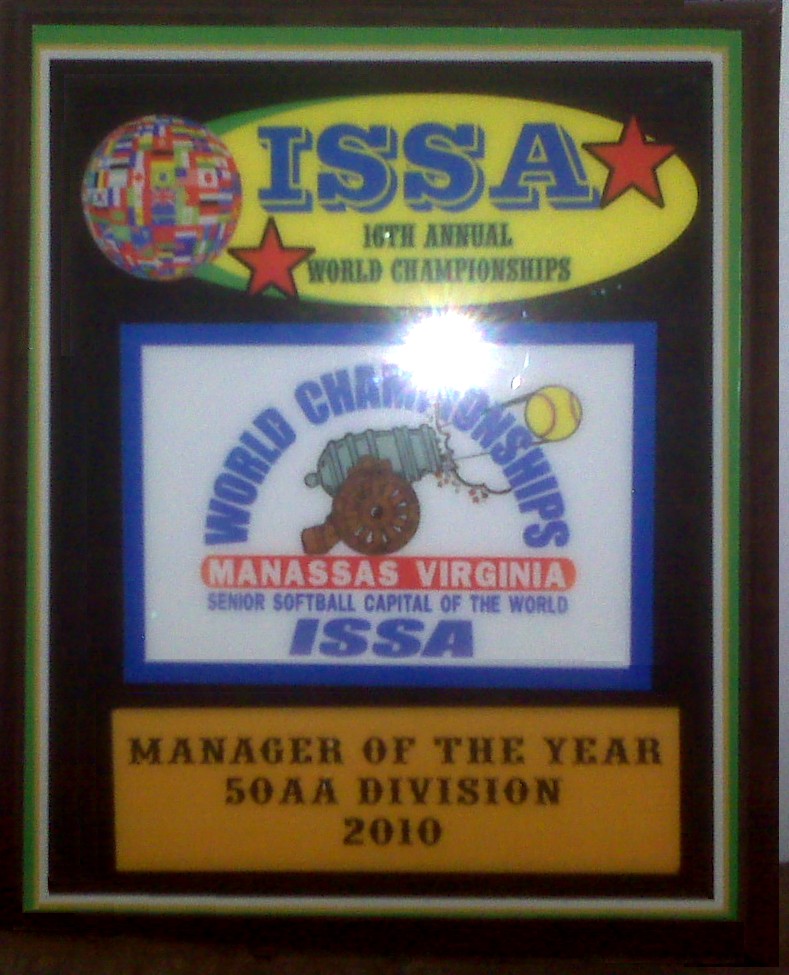 ISSA
16TH ANNUAL
WORLD CHAMPIONSHIPS
WORLD CHAMPIONSHIPS
MANASSAS VIRGINIA
SENIOR SOFTBALL CAPITAL OF THE WORLD
ISSA
MANAGER OF THE YEAR
50AA DIVISION
2010